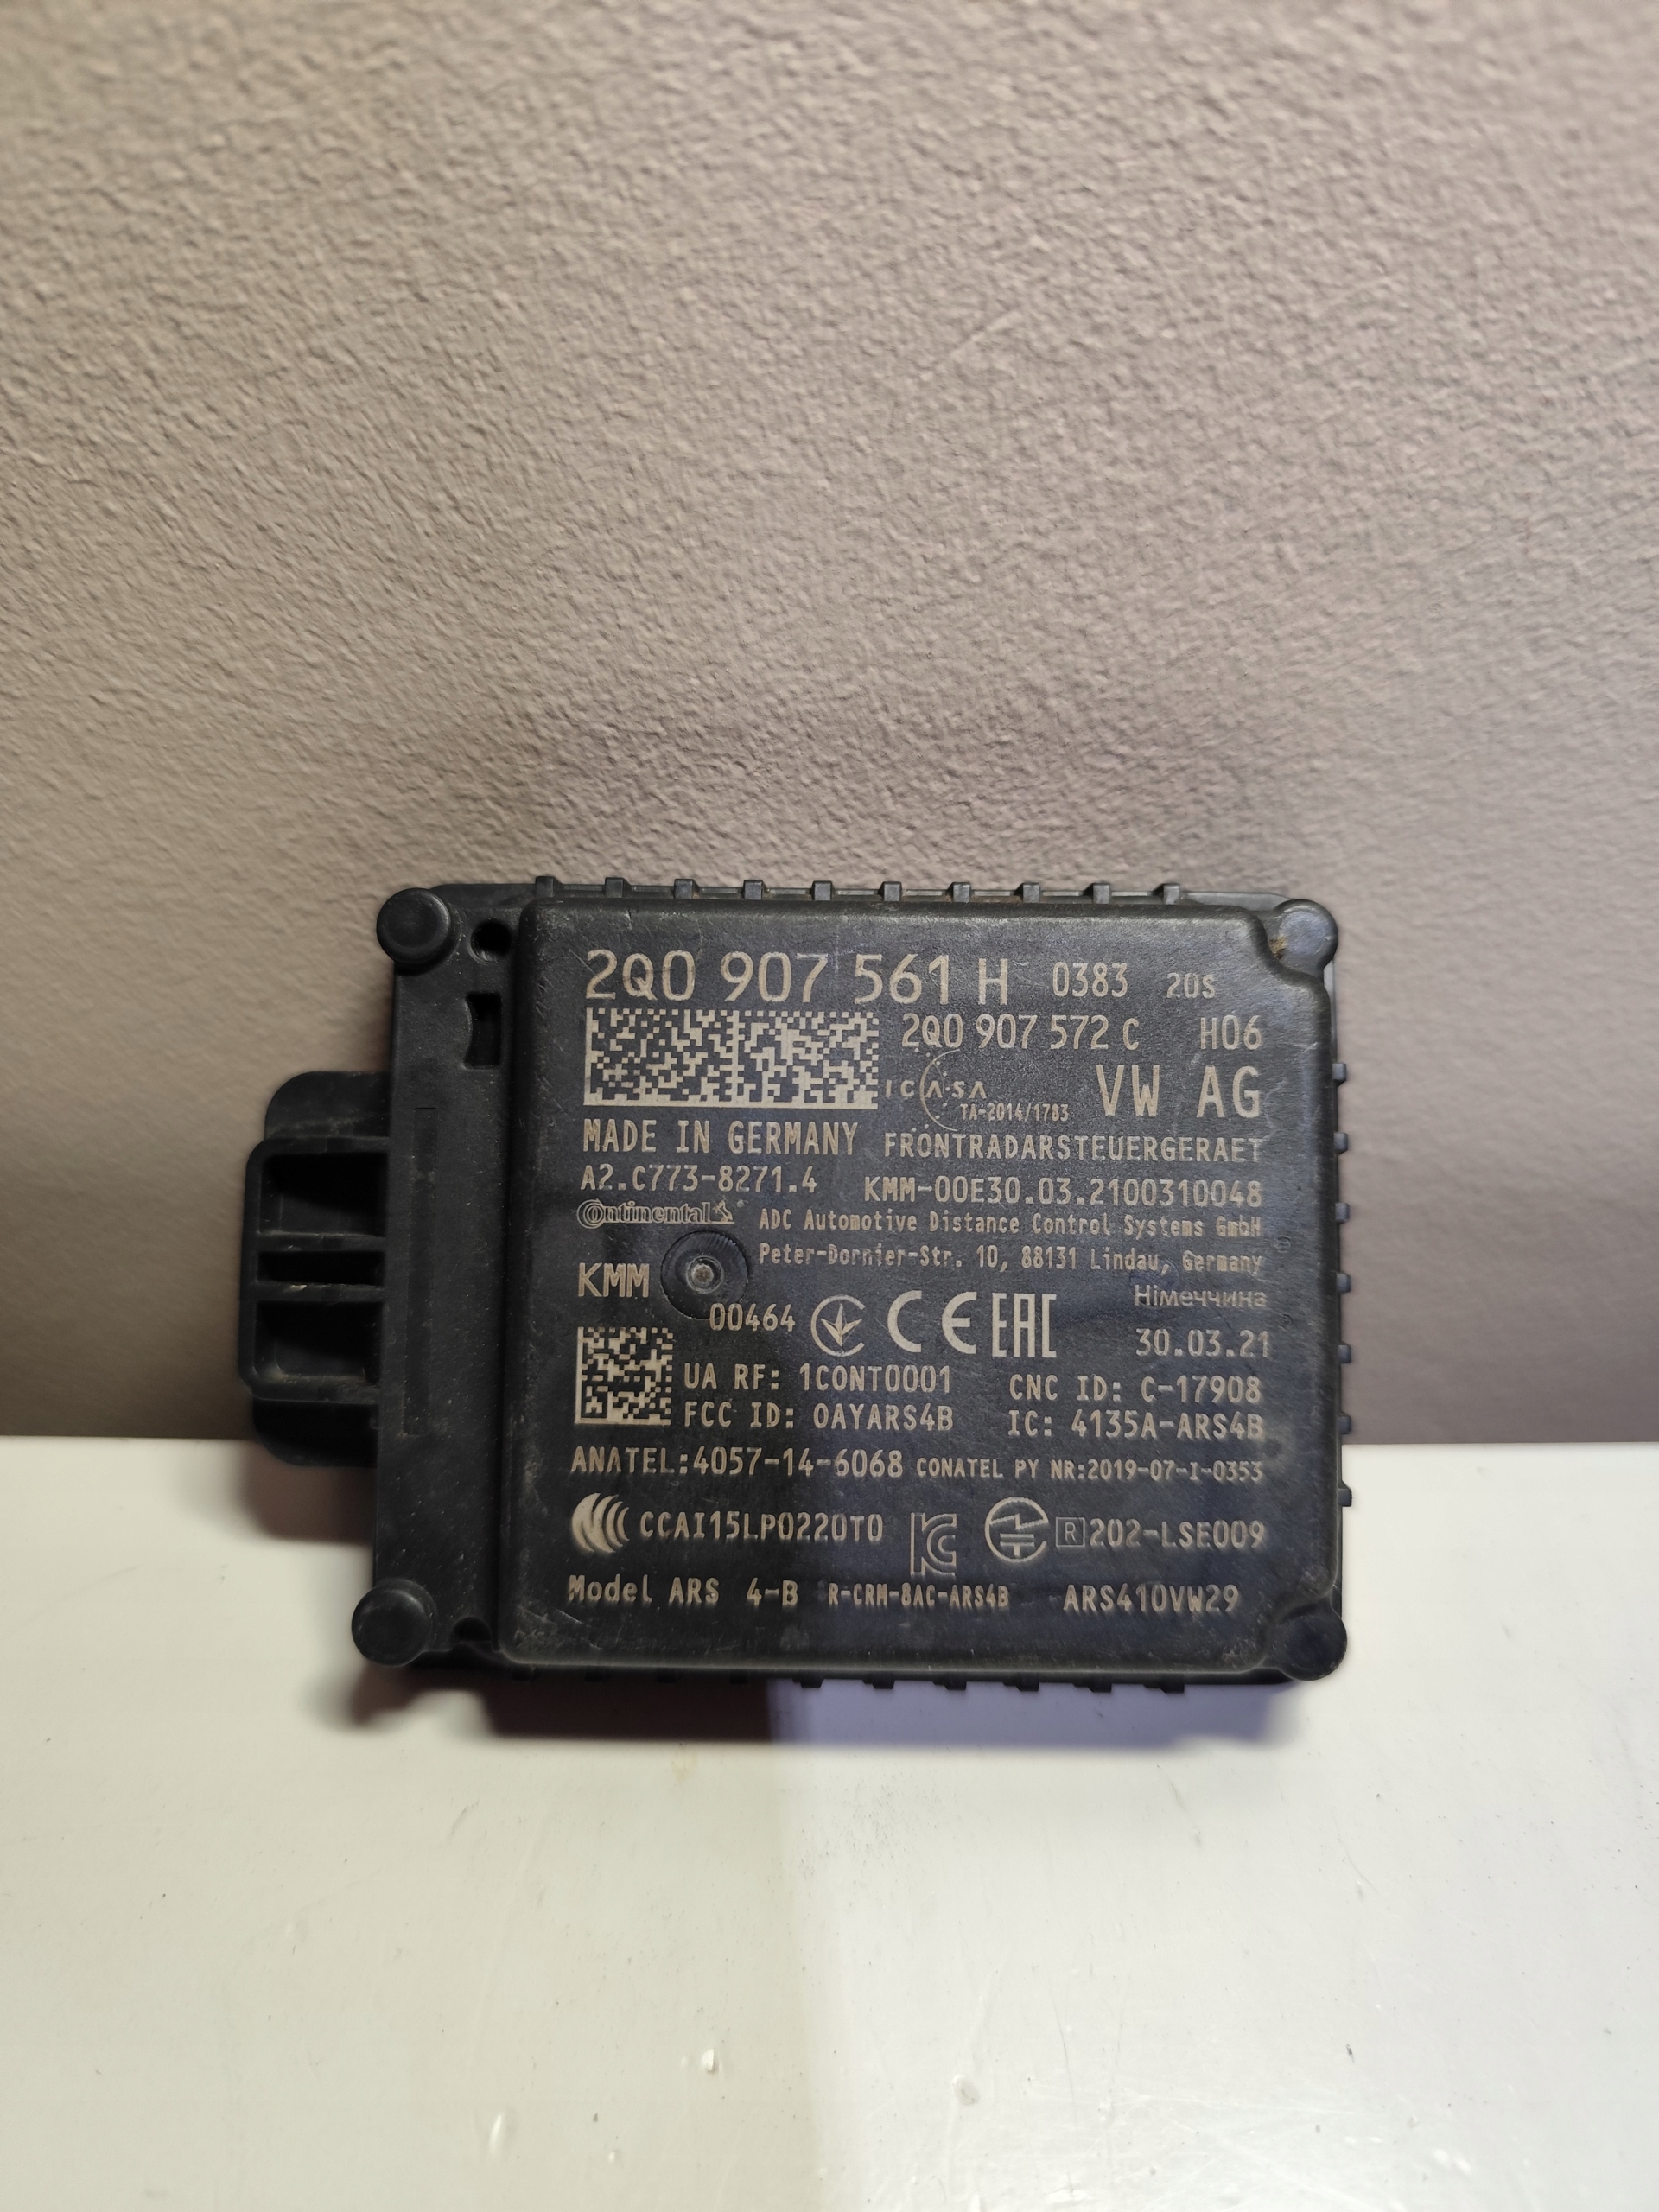 2Q0 907 561 H 0383 20S
2Q0 907 572 C H06
ICASA VW AG
TA-2014/1783
MADE IN GERMANY FRONTRADARSTEUERGERAET
A2.C773-8271.4 KMM-00E30.03.2100310048
Continental ADC Automotive Distance Control Systems GmbH
Peter-Dornier-Str. 10, 88131 Lindau, Germany
KMM Німеччина
00464 CE EAC 30.03.21
UA RF: 1CONT0001 CNC ID: C-17908
FCC ID: OAYARS4B IC: 4135A-ARS4B
ANATEL:4057-14-6068 CONATEL PY NR:2019-07-I-0353
CCAI15LP0220T0 KC R 202-LSE009
Model ARS 4-B R-CRM-8AC-ARS4B ARS410VW29